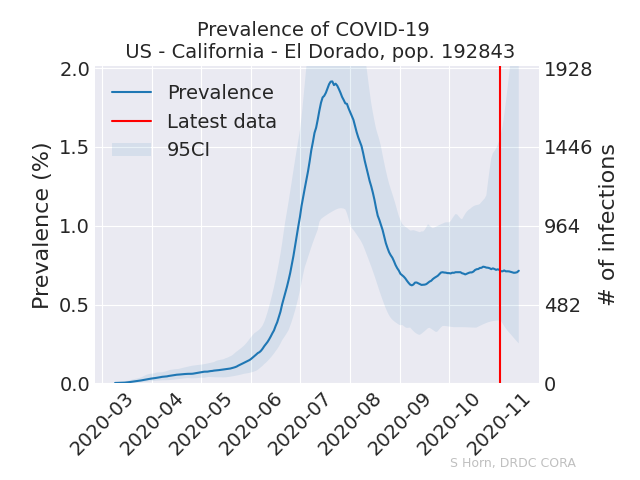 Prevalence of COVID-19
US - California - El Dorado, pop. 192843
Prevalence
Latest data
95CI
2.0
1.5
1.0
0.5
0.0
Prevalence (%)
1928
1446
964
482
0
# of infections
2020-03
2020-04
2020-05
2020-06
2020-07
2020-08
2020-09
2020-10
2020-11
S Horn, DRDC CORA